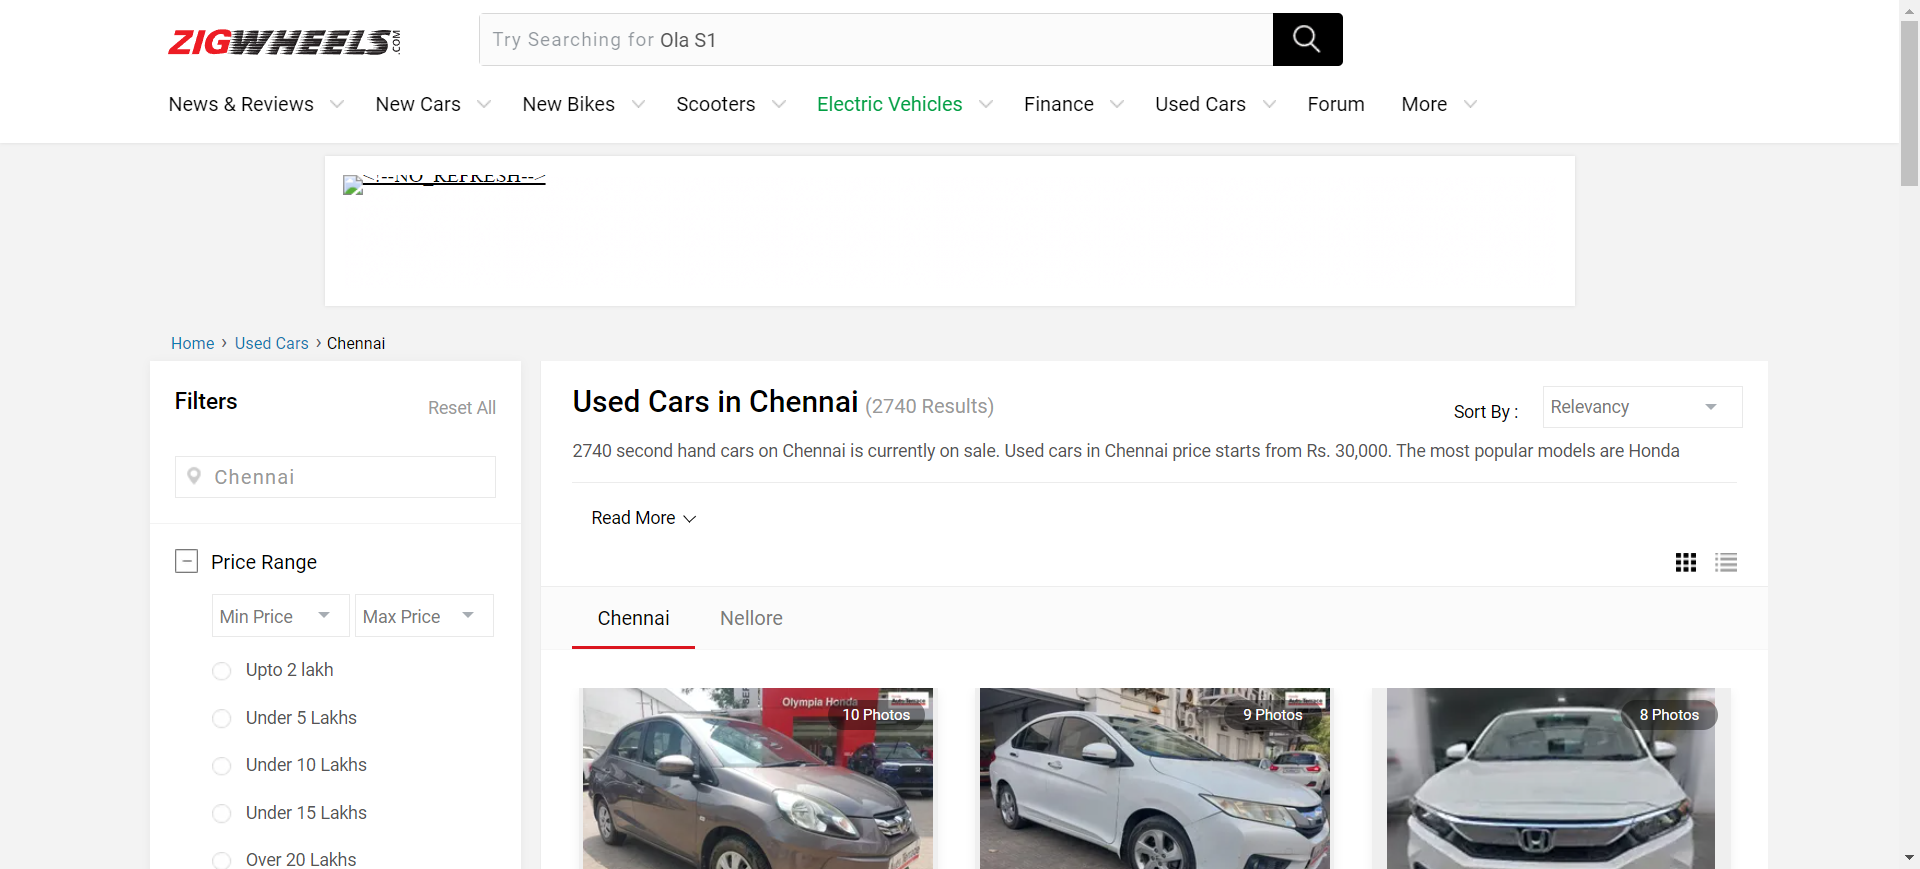 ZIGWHEELS.COM
Try Searching for Ola S1
News & Reviews New Cars New Bikes Scooters Electric Vehicles Finance Used Cars Forum More
<!--NO_REFRESH-->
Home › Used Cars › Chennai
Filters
Reset All
Chennai
Price Range
Min Price Max Price
Upto 2 lakh
Under 5 Lakhs
Under 10 Lakhs
Under 15 Lakhs
Over 20 Lakhs
Used Cars in Chennai (2740 Results)
Sort By : Relevancy
2740 second hand cars on Chennai is currently on sale. Used cars in Chennai price starts from Rs. 30,000. The most popular models are Honda
Read More
Chennai Nellore
Olympia Honda
10 Photos
9 Photos
8 Photos